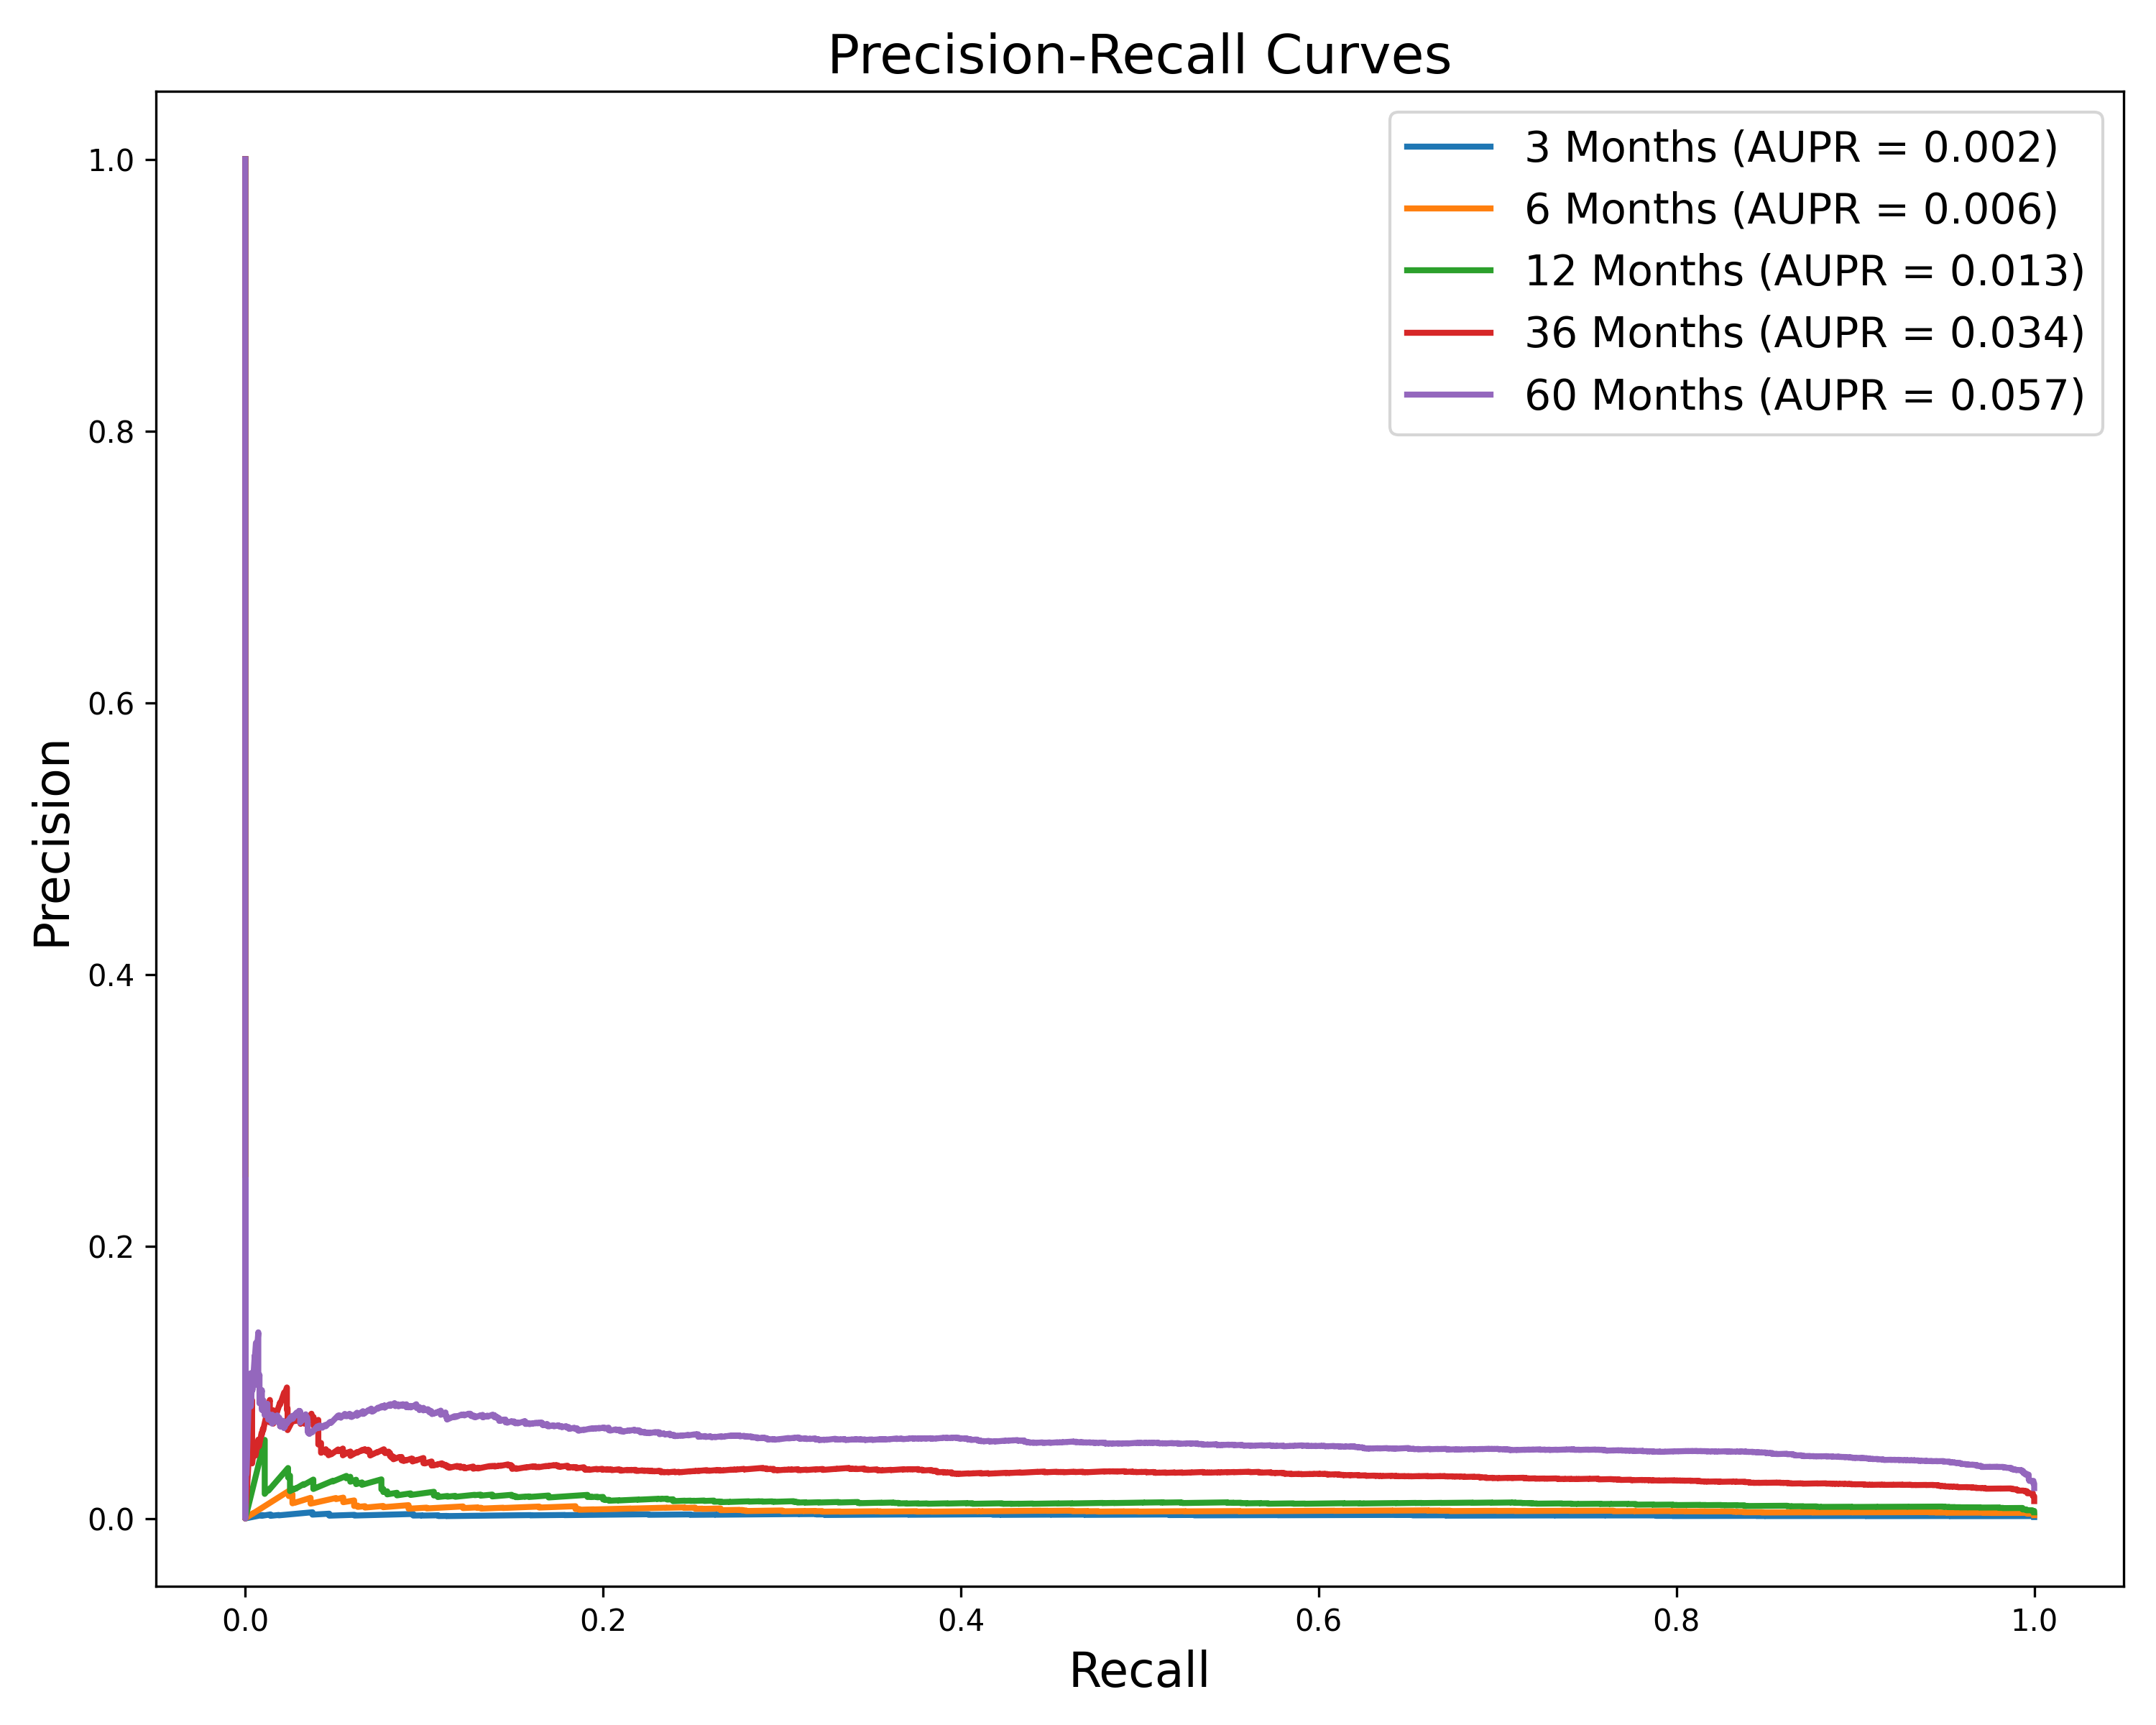 Precision-Recall Curves
3 Months (AUPR = 0.002)
6 Months (AUPR = 0.006)
12 Months (AUPR = 0.013)
36 Months (AUPR = 0.034)
60 Months (AUPR = 0.057)
1.0
0.8
0.6
0.4
0.2
0.0
Precision
0.0 0.2 0.4 0.6 0.8 1.0
Recall